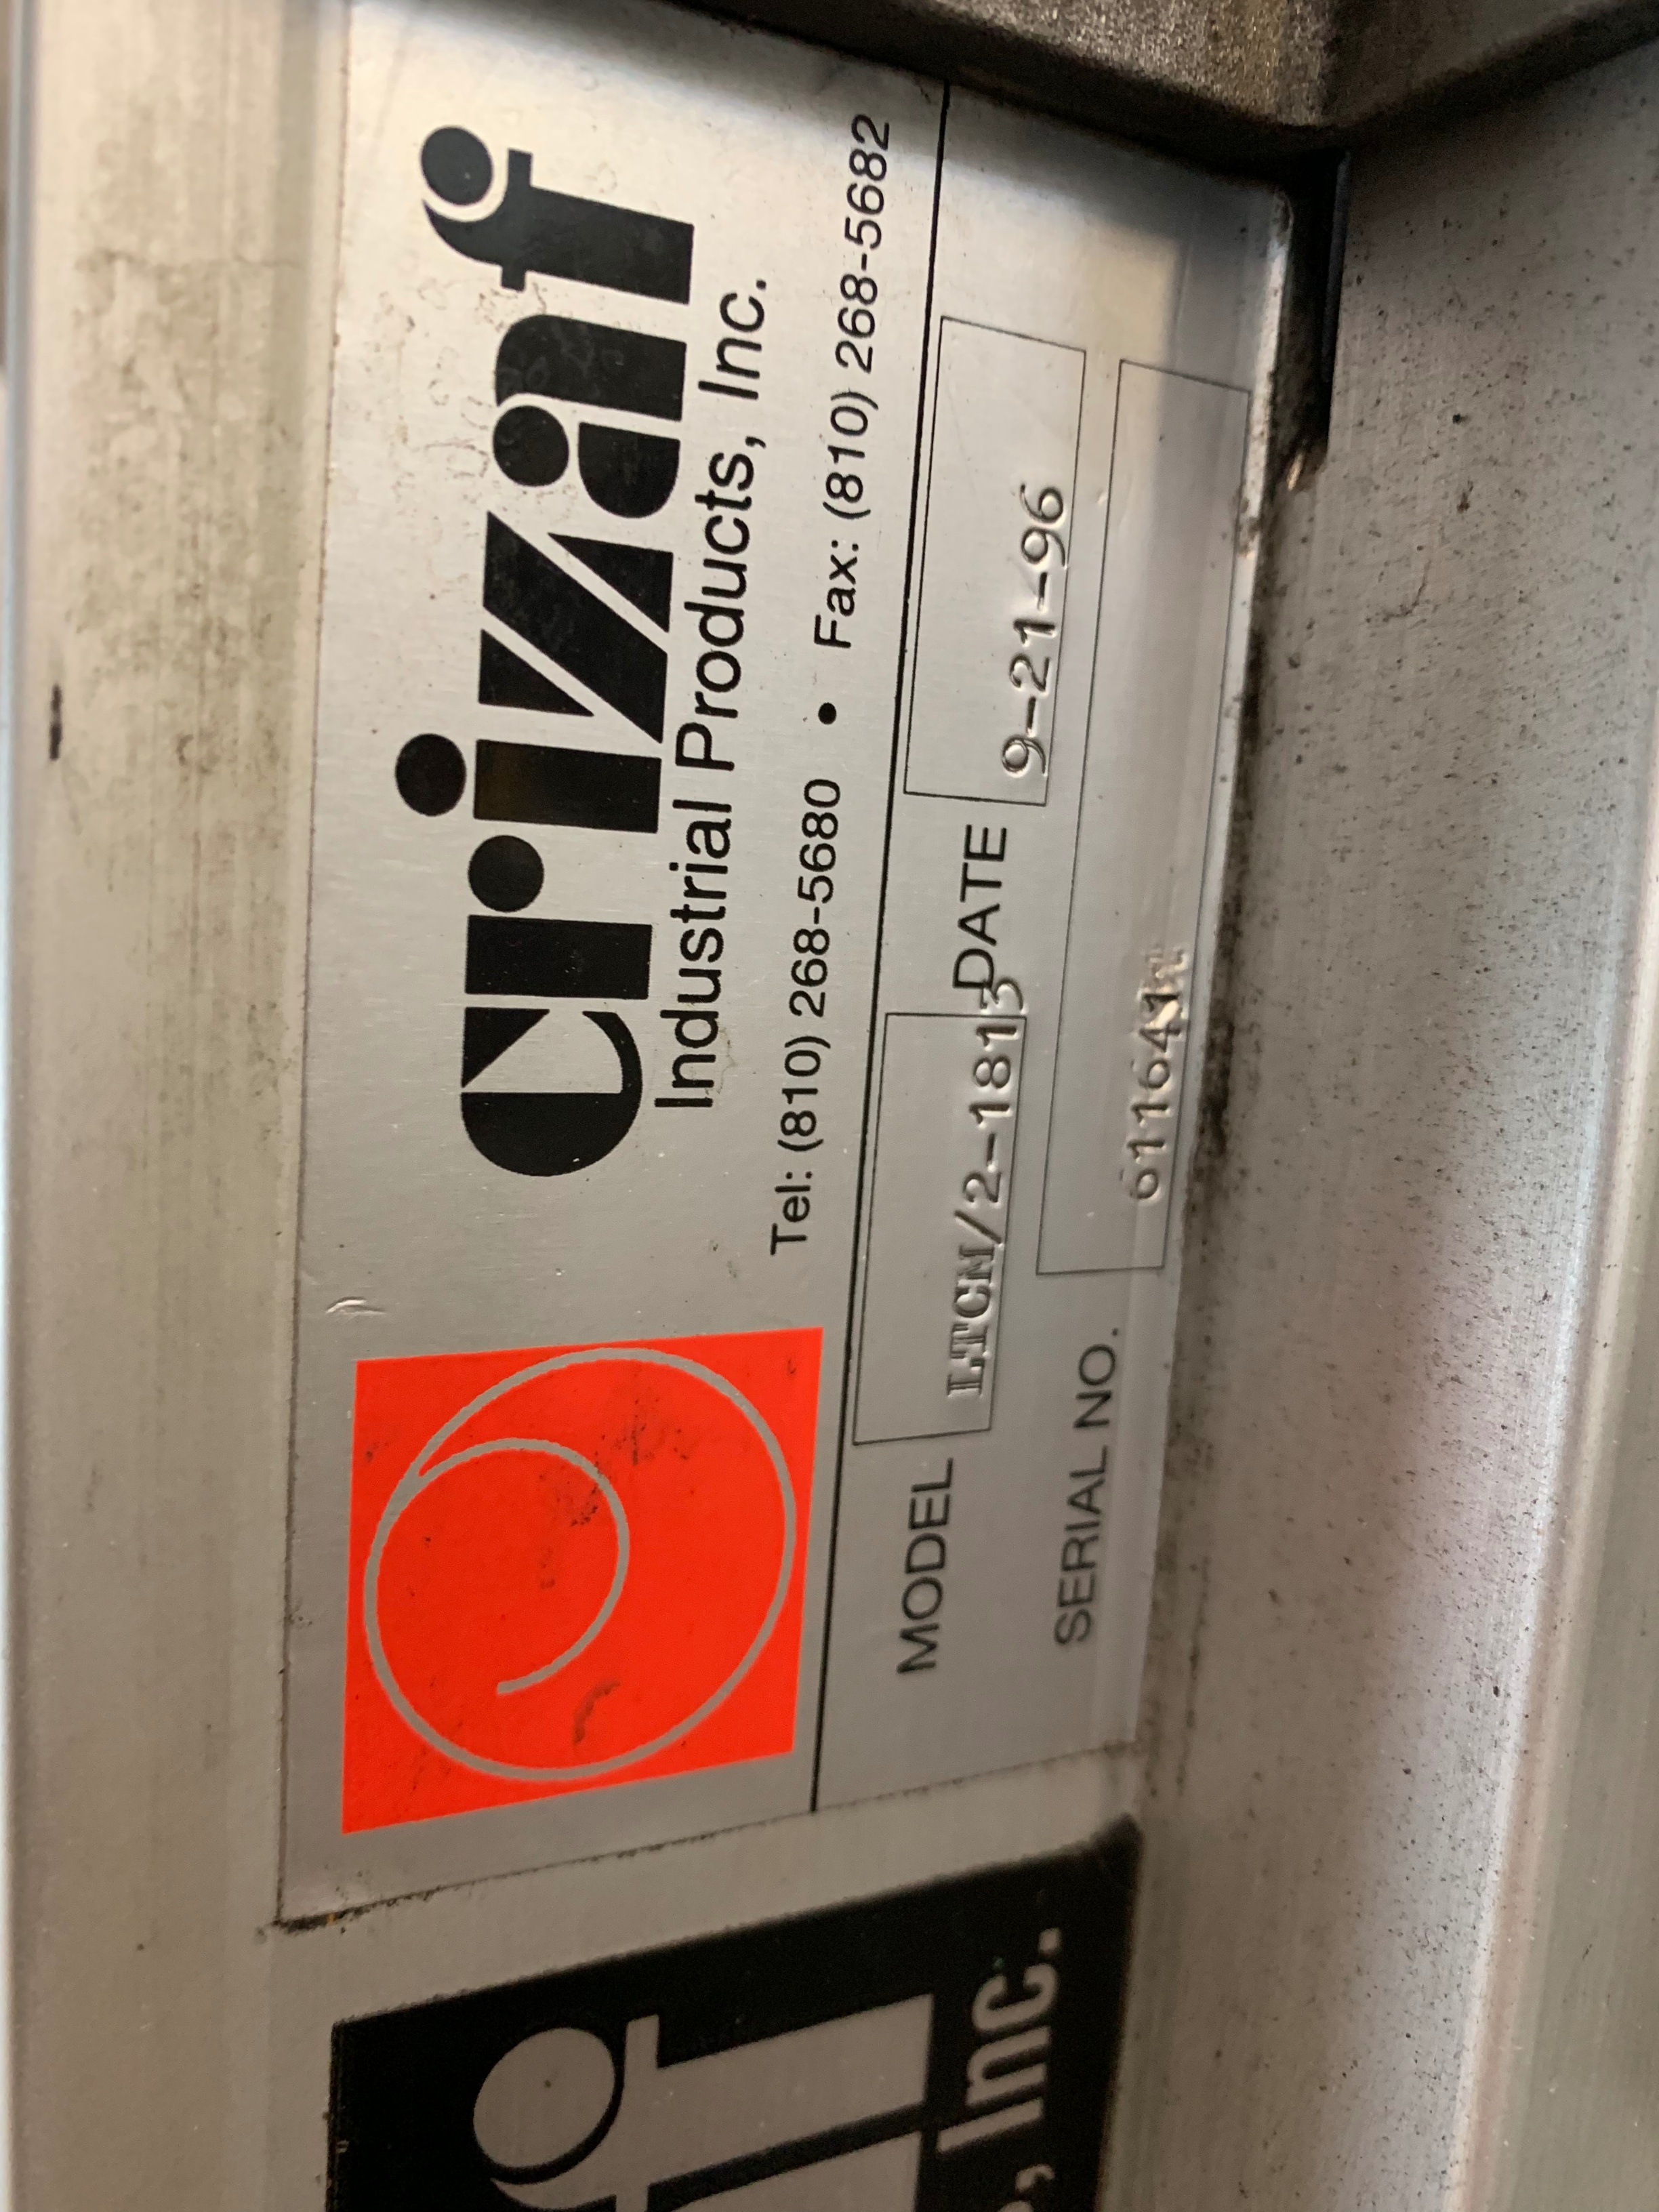 crizaf
Industrial Products, Inc.
Tel: (810) 268-5680 • Fax: (810) 268-5682
MODEL LTCM/2-1813 DATE 9-21-96
SERIAL NO.
f
, Inc.